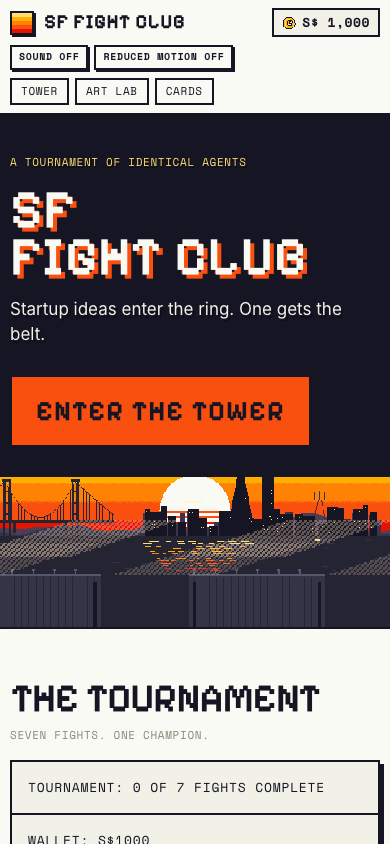 SF FIGHT CLUB
S$ 1,000
SOUND OFF
REDUCED MOTION OFF
TOWER
ART LAB
CARDS
A TOURNAMENT OF IDENTICAL AGENTS
SF
FIGHT CLUB
Startup ideas enter the ring. One gets the
belt.
ENTER THE TOWER
THE TOURNAMENT
SEVEN FIGHTS. ONE CHAMPION.
TOURNAMENT: 0 OF 7 FIGHTS COMPLETE
WALLET: S$1000